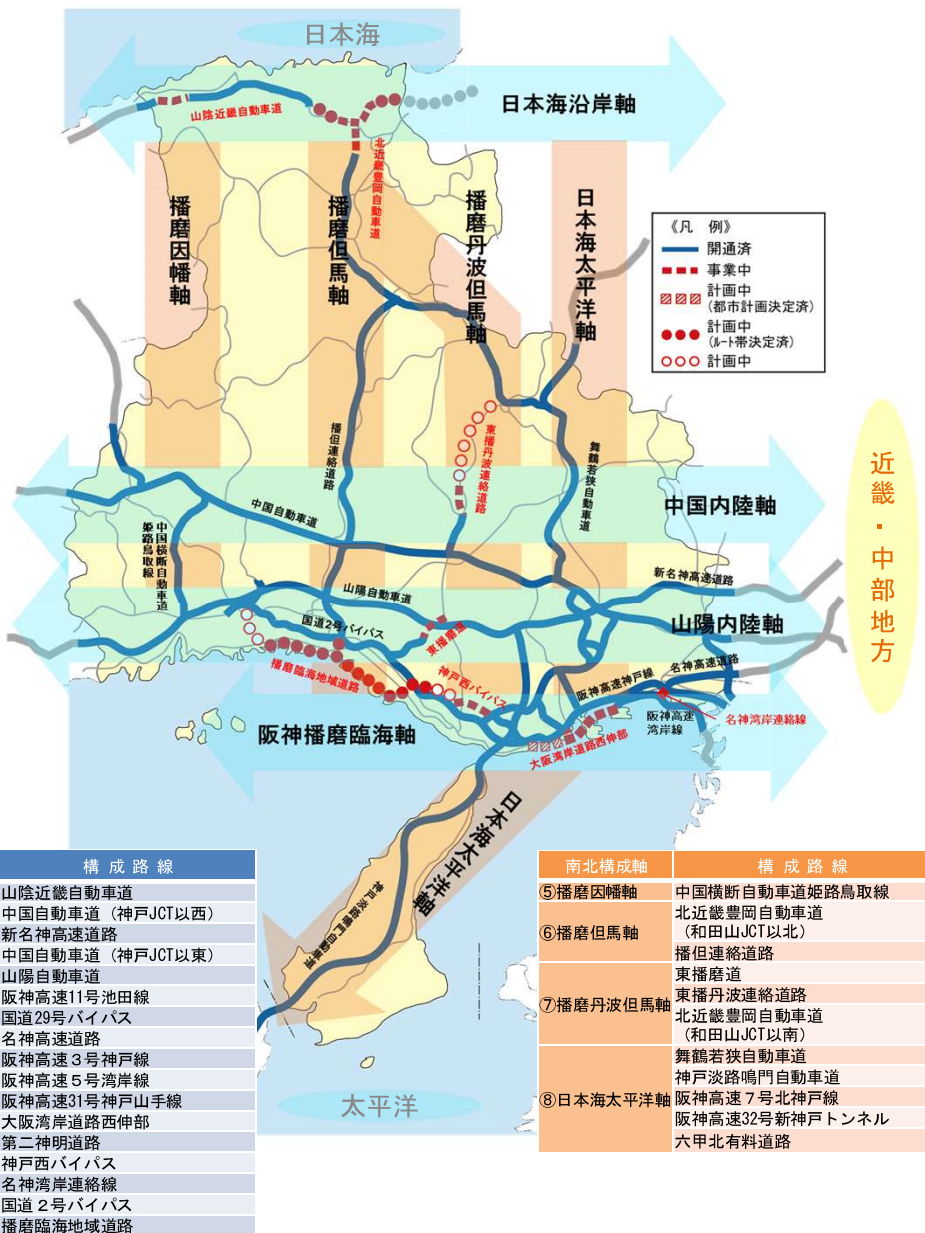 日本海
山陰近畿自動車道
日本海沿岸軸
北近畿豊岡自動車道
播磨因幡軸
播磨但馬軸
播磨丹波但馬軸
日本海太平洋軸
《凡 例》
開通済
事業中
計画中
(都市計画決定済)
計画中
(ルート帯決定済)
計画中
播但連絡道路
東播丹波連絡道路
舞鶴若狭自動車道
近畿・中部地方
中国自動車道
中国内陸軸
中国横断自動車道
姫路鳥取線
新名神高速道路
山陽自動車道
国道2号バイパス
東播磨道
山陽内陸軸
播磨臨海地域道路
神戸西バイパス
阪神高速神戸線
名神高速道路
阪神高速
湾岸線
名神湾岸連絡線
阪神播磨臨海軸
大阪湾岸道路西伸部
日本海太平洋軸
神戸淡路鳴門自動車道
太平洋
構成路線
山陰近畿自動車道
中国自動車道（神戸JCT以西）
新名神高速道路
中国自動車道（神戸JCT以東）
山陽自動車道
阪神高速11号池田線
国道29号バイパス
名神高速道路
阪神高速３号神戸線
阪神高速５号湾岸線
阪神高速31号神戸山手線
大阪湾岸道路西伸部
第二神明道路
神戸西バイパス
名神湾岸連絡線
国道２号バイパス
播磨臨海地域道路
南北構成軸 構成路線
⑤播磨因幡軸 中国横断自動車道姫路鳥取線
⑥播磨但馬軸
北近畿豊岡自動車道
（和田山JCT以北）
播但連絡道路
⑦播磨丹波但馬軸
東播磨道
東播丹波連絡道路
北近畿豊岡自動車道
（和田山JCT以南）
⑧日本海太平洋軸
舞鶴若狭自動車道
神戸淡路鳴門自動車道
阪神高速７号北神戸線
阪神高速32号新神戸トンネル
六甲北有料道路